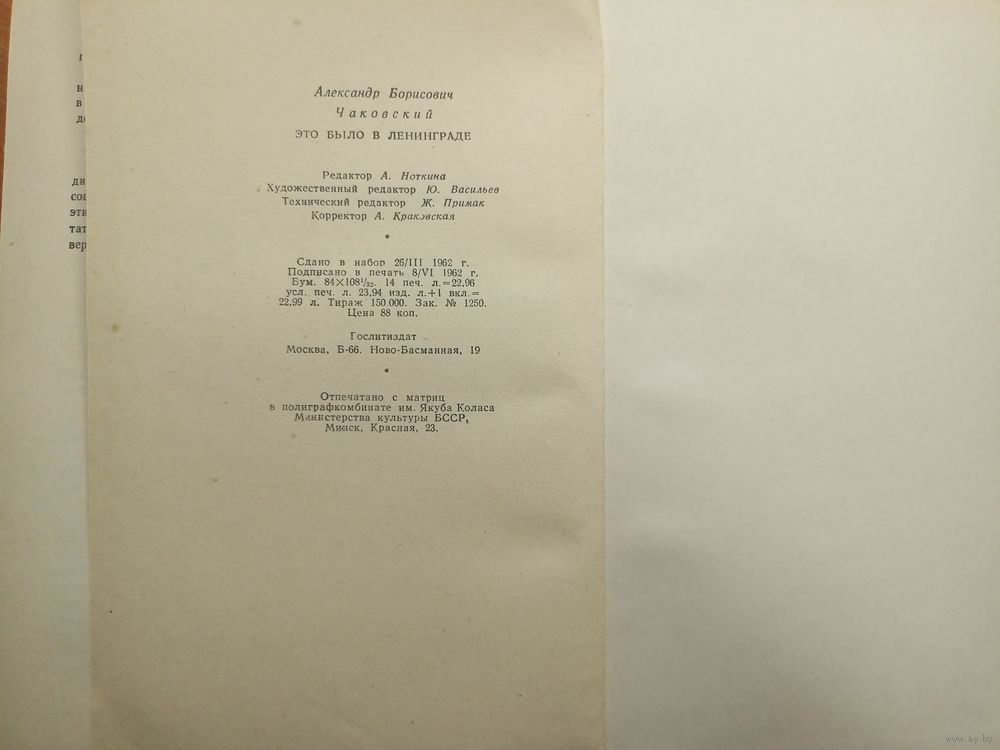 Александр Борисович
Чаковский
ЭТО БЫЛО В ЛЕНИНГРАДЕ
Редактор А. Ноткина
Художественный редактор Ю. Васильев
Технический редактор Ж. Примак
Корректор А. Краковская
*
Сдано в набор 26/III 1962 г.
Подписано в печать 8/VI 1962 г.
Бум. 84×108¹/₃₂. 14 печ. л.=22,96
усл. печ. л. 23,94 изд. л.+1 вкл.=
22,99 л. Тираж 150.000. Зак. № 1250.
Цена 88 коп.
Гослитиздат
Москва, Б-66. Ново-Басманная, 19
*
Отпечатано с матриц
в полиграфкомбинате им. Якуба Коласа
Министерства культуры БССР,
Минск, Красная, 23.
www.ay.by